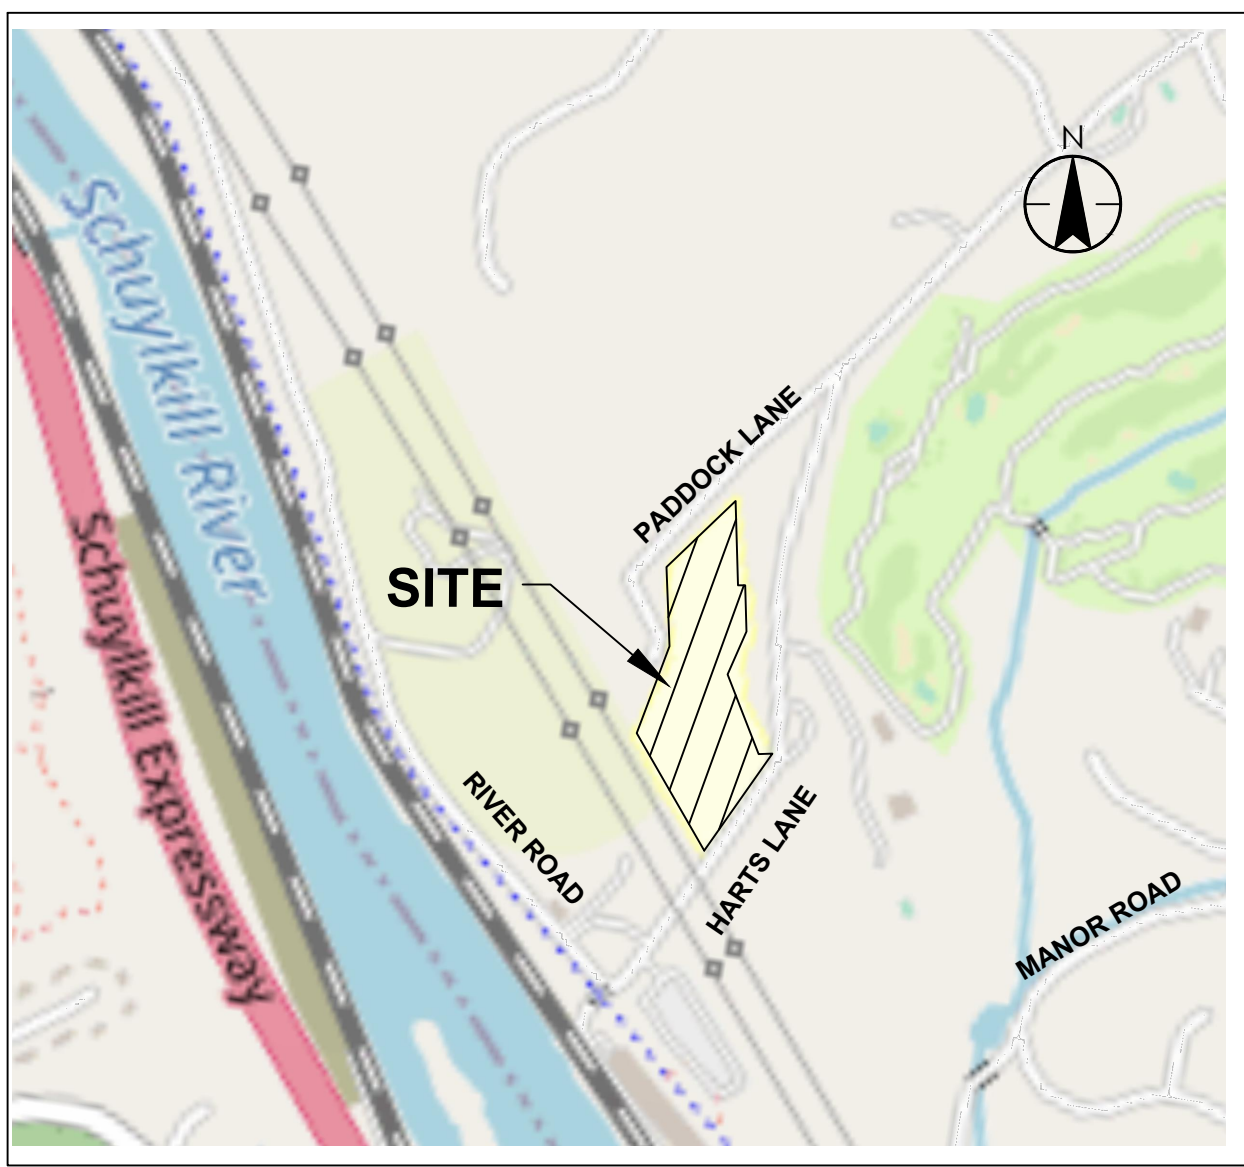 N
Schuylkill River
PADDOCK LANE
SITE
Schuylkill Expressway
RIVER ROAD
HARTS LANE
MANOR ROAD